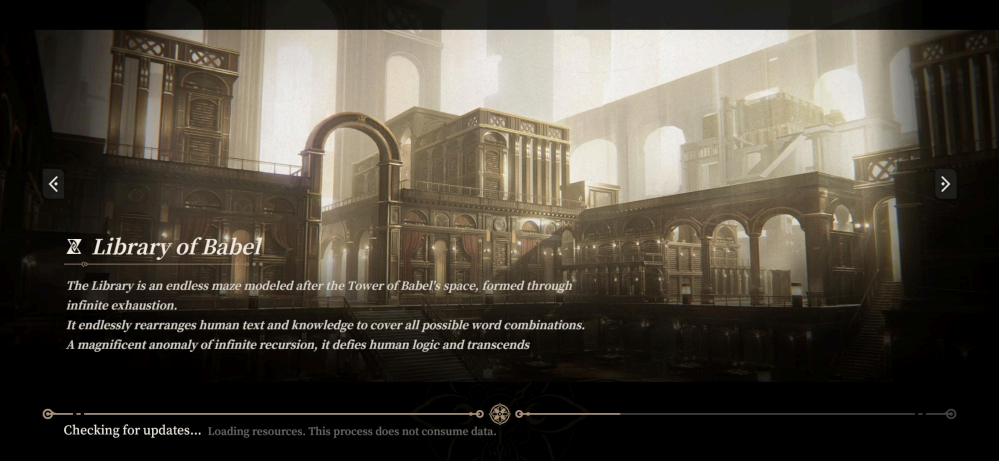 Library of Babel
The Library is an endless maze modeled after the Tower of Babel's space, formed through
infinite exhaustion.
It endlessly rearranges human text and knowledge to cover all possible word combinations.
A magnificent anomaly of infinite recursion, it defies human logic and transcends
Checking for updates... Loading resources. This process does not consume data.